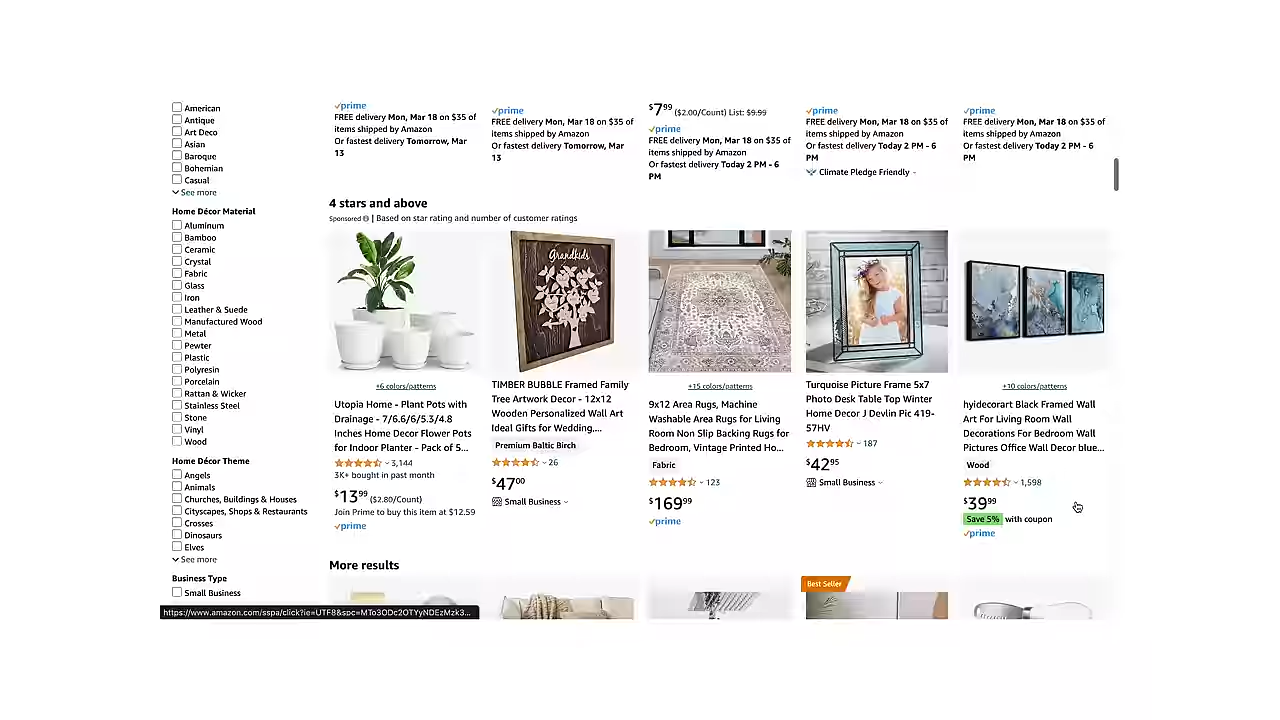 American
Antique
Art Deco
Asian
Baroque
Bohemian
Casual
See more
Home Décor Material
Aluminum
Bamboo
Ceramic
Crystal
Fabric
Glass
Iron
Leather & Suede
Manufactured Wood
Metal
Pewter
Plastic
Polyresin
Porcelain
Rattan & Wicker
Stainless Steel
Stone
Vinyl
Wood
Home Décor Theme
Angels
Animals
Churches, Buildings & Houses
Cityscapes, Shops & Restaurants
Crosses
Dinosaurs
Elves
See more
Business Type
Small Business
https://www.amazon.com/sspa/click?ie=UTF8&spc=MTo3ODc2OTYyNDEzMzk3...
prime
FREE delivery Mon, Mar 18 on $35 of
items shipped by Amazon
Or fastest delivery Tomorrow, Mar
13
prime
FREE delivery Mon, Mar 18 on $35 of
items shipped by Amazon
Or fastest delivery Tomorrow, Mar
13
$7.99 ($2.00/Count) List: $9.99
prime
FREE delivery Mon, Mar 18 on $35 of
items shipped by Amazon
Or fastest delivery Today 2 PM - 6
PM
prime
FREE delivery Mon, Mar 18 on $35 of
items shipped by Amazon
Or fastest delivery Today 2 PM - 6
PM
Climate Pledge Friendly
prime
FREE delivery Mon, Mar 18 on $35 of
items shipped by Amazon
Or fastest delivery Today 2 PM - 6
PM
4 stars and above
Sponsored | Based on star rating and number of customer ratings
+6 colors/patterns
Utopia Home - Plant Pots with
Drainage - 7/6.6/6/5.3/4.8
Inches Home Decor Flower Pots
for Indoor Planter - Pack of 5...
3,144
3K+ bought in past month
$13.99 ($2.80/Count)
Join Prime to buy this item at $12.59
prime
Grandkids
TIMBER BUBBLE Framed Family
Tree Artwork Decor - 12x12
Wooden Personalized Wall Art
Ideal Gifts for Wedding,...
Premium Baltic Birch
26
$47.00
Small Business
+15 colors/patterns
9x12 Area Rugs, Machine
Washable Area Rugs for Living
Room Non Slip Backing Rugs for
Bedroom, Vintage Printed Ho...
Fabric
123
$169.99
prime
Turquoise Picture Frame 5x7
Photo Desk Table Top Winter
Home Decor J Devlin Pic 419-
57HV
187
$42.95
Small Business
+10 colors/patterns
hyidecorart Black Framed Wall
Art For Living Room Wall
Decorations For Bedroom Wall
Pictures Office Wall Decor blue...
Wood
1,598
$39.99
Save 5% with coupon
prime
More results
Best Seller